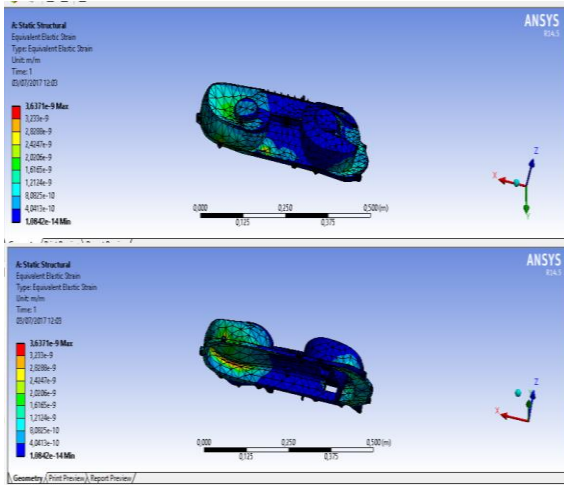 A: Static Structural
Equivalent Elastic Strain
Type: Equivalent Elastic Strain
Unit: m/m
Time: 1
03/07/2017 12:03
3,6371e-9 Max
3,233e-9
2,8288e-9
2,4247e-9
2,0206e-9
1,6165e-9
1,2124e-9
8,0825e-10
4,0413e-10
1,0842e-14 Min
ANSYS
R14.5
Z
X
Y
0,000 0,250 0,500 (m)
0,125 0,375
A: Static Structural
Equivalent Elastic Strain
Type: Equivalent Elastic Strain
Unit: m/m
Time: 1
03/07/2017 12:03
3,6371e-9 Max
3,233e-9
2,8288e-9
2,4247e-9
2,0206e-9
1,6165e-9
1,2124e-9
8,0825e-10
4,0413e-10
1,0842e-14 Min
ANSYS
R14.5
Z
X
0,000 0,250 0,500 (m)
0,125 0,375
Geometry Print Preview Report Preview